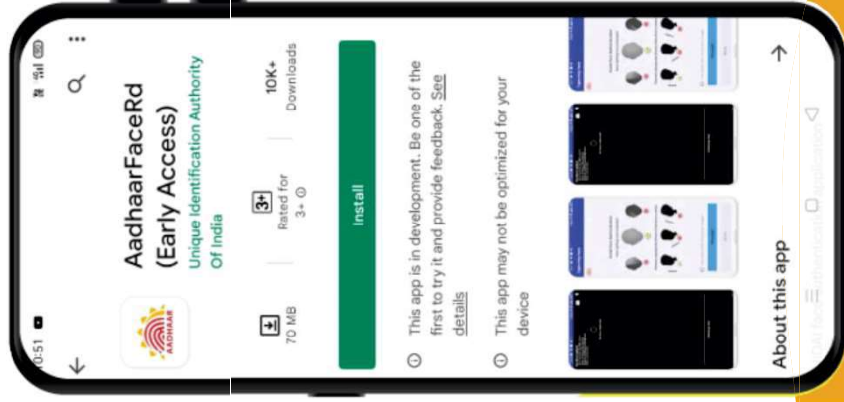 10:51
AadhaarFaceRd
(Early Access)
Unique Identification Authority
Of India
AADHAAR
70 MB
3+
Rated for
3+
10K+
Downloads
Install
This app is in development. Be one of the
first to try it and provide feedback. See
details
This app may not be optimized for your
device
About this app